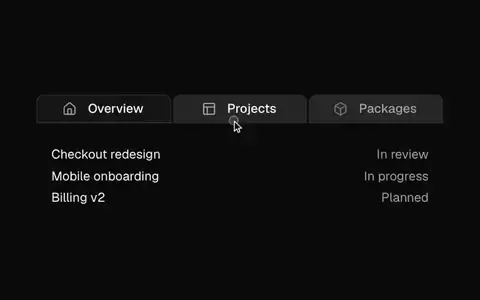 Overview Projects Packages
Checkout redesign In review
Mobile onboarding In progress
Billing v2 Planned